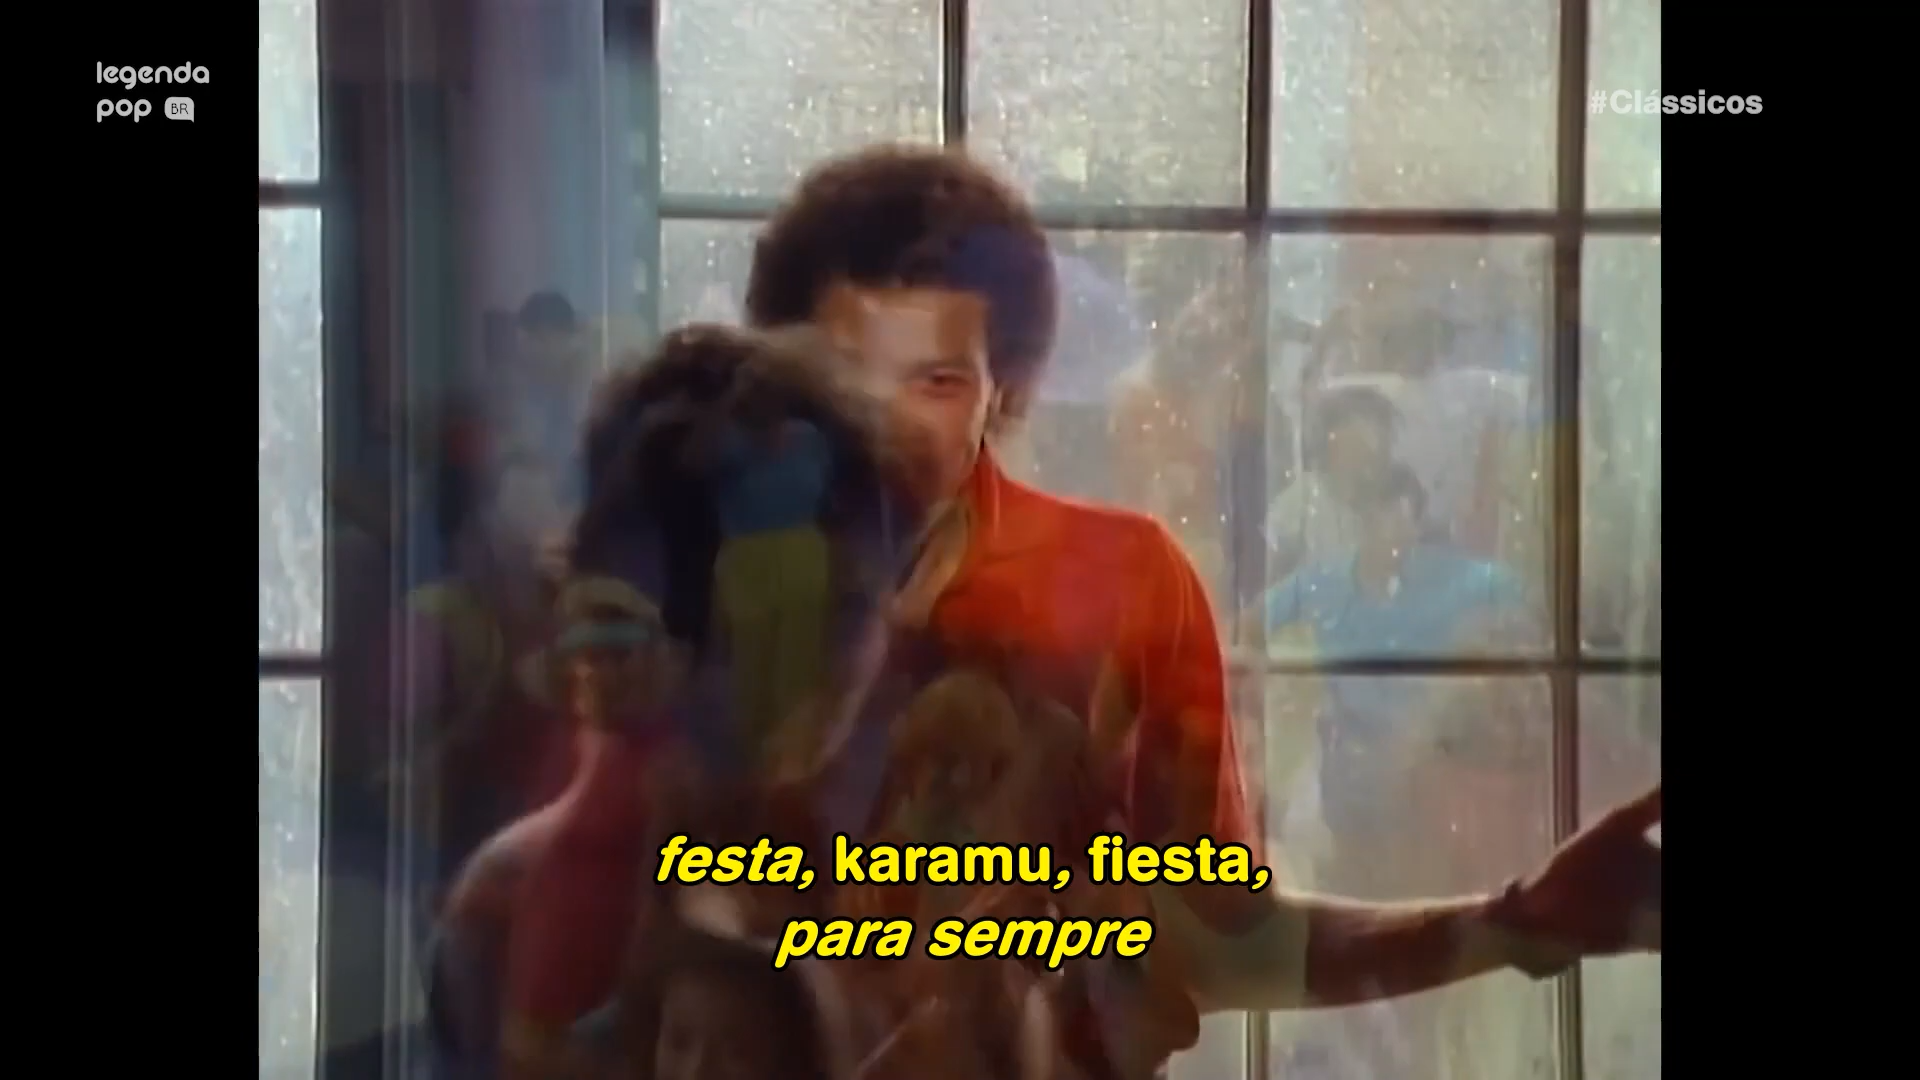 legenda
pop BR
#Clássicos
festa, karamu, fiesta,
para sempre